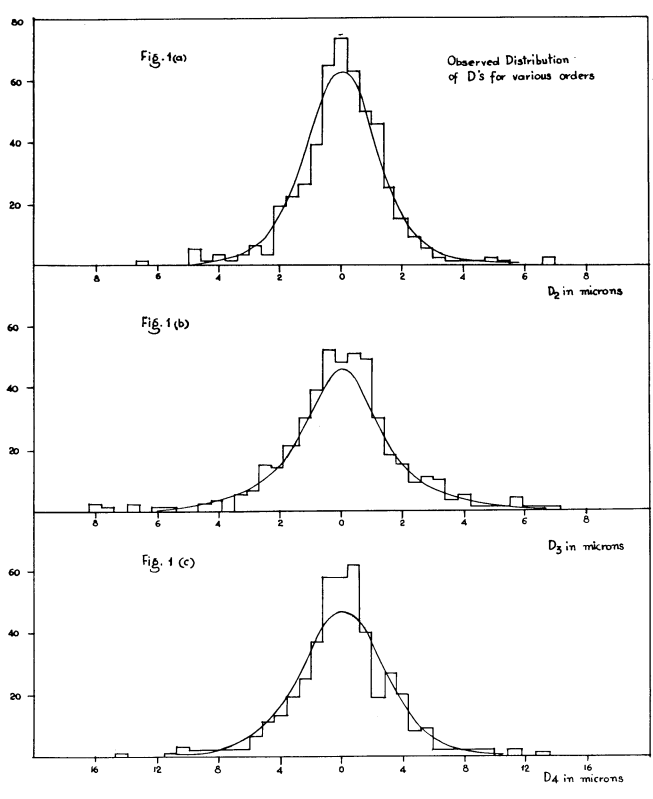 80
Fig. 1(a)
Observed Distribution
of D's for various orders
60
40
20
8 6 4 2 0 2 4 6 8
D2 in microns
Fig. 1(b)
60
40
20
8 6 4 2 0 2 4 6 8
D3 in microns
Fig. 1 (c)
60
40
20
16 12 8 4 0 4 8 12 16
D4 in microns